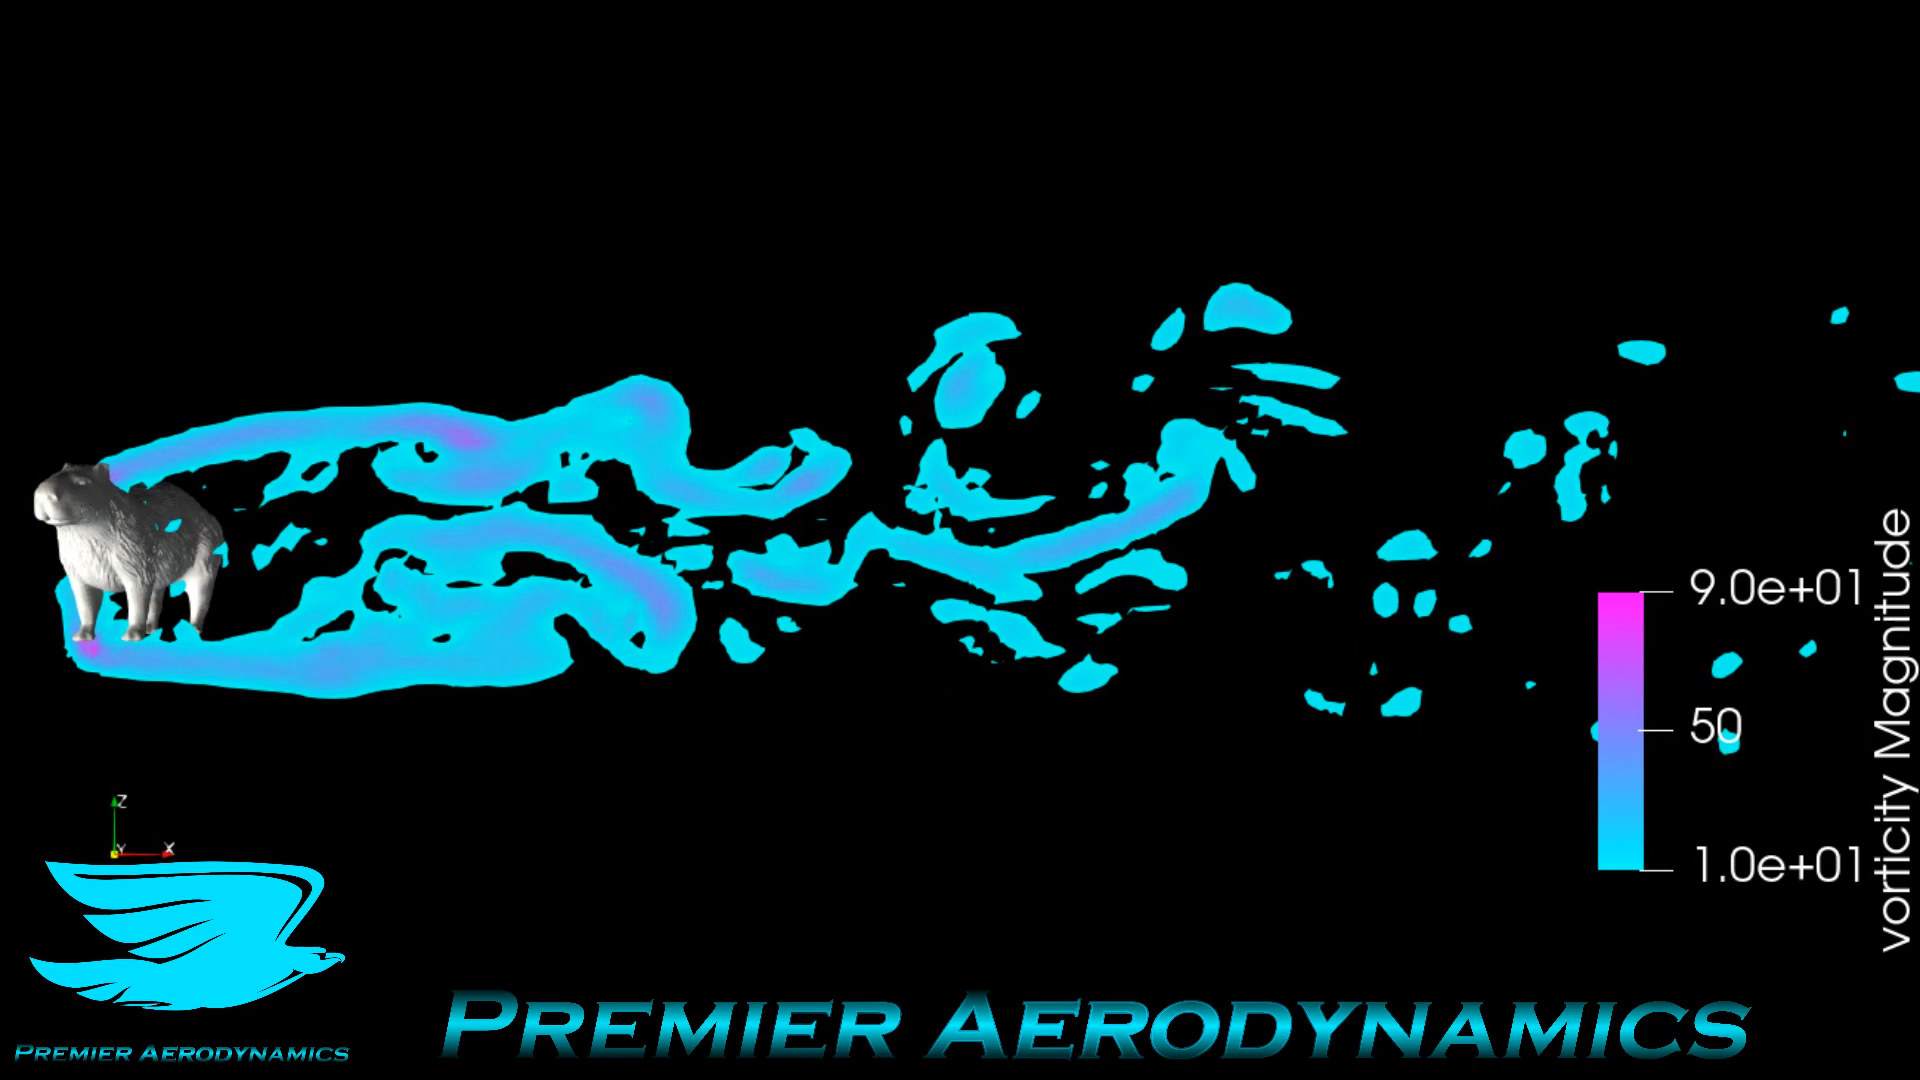 9.0e+01
50
1.0e+01
vorticity Magnitude
Z
Y
X
PREMIER AERODYNAMICS
PREMIER AERODYNAMICS